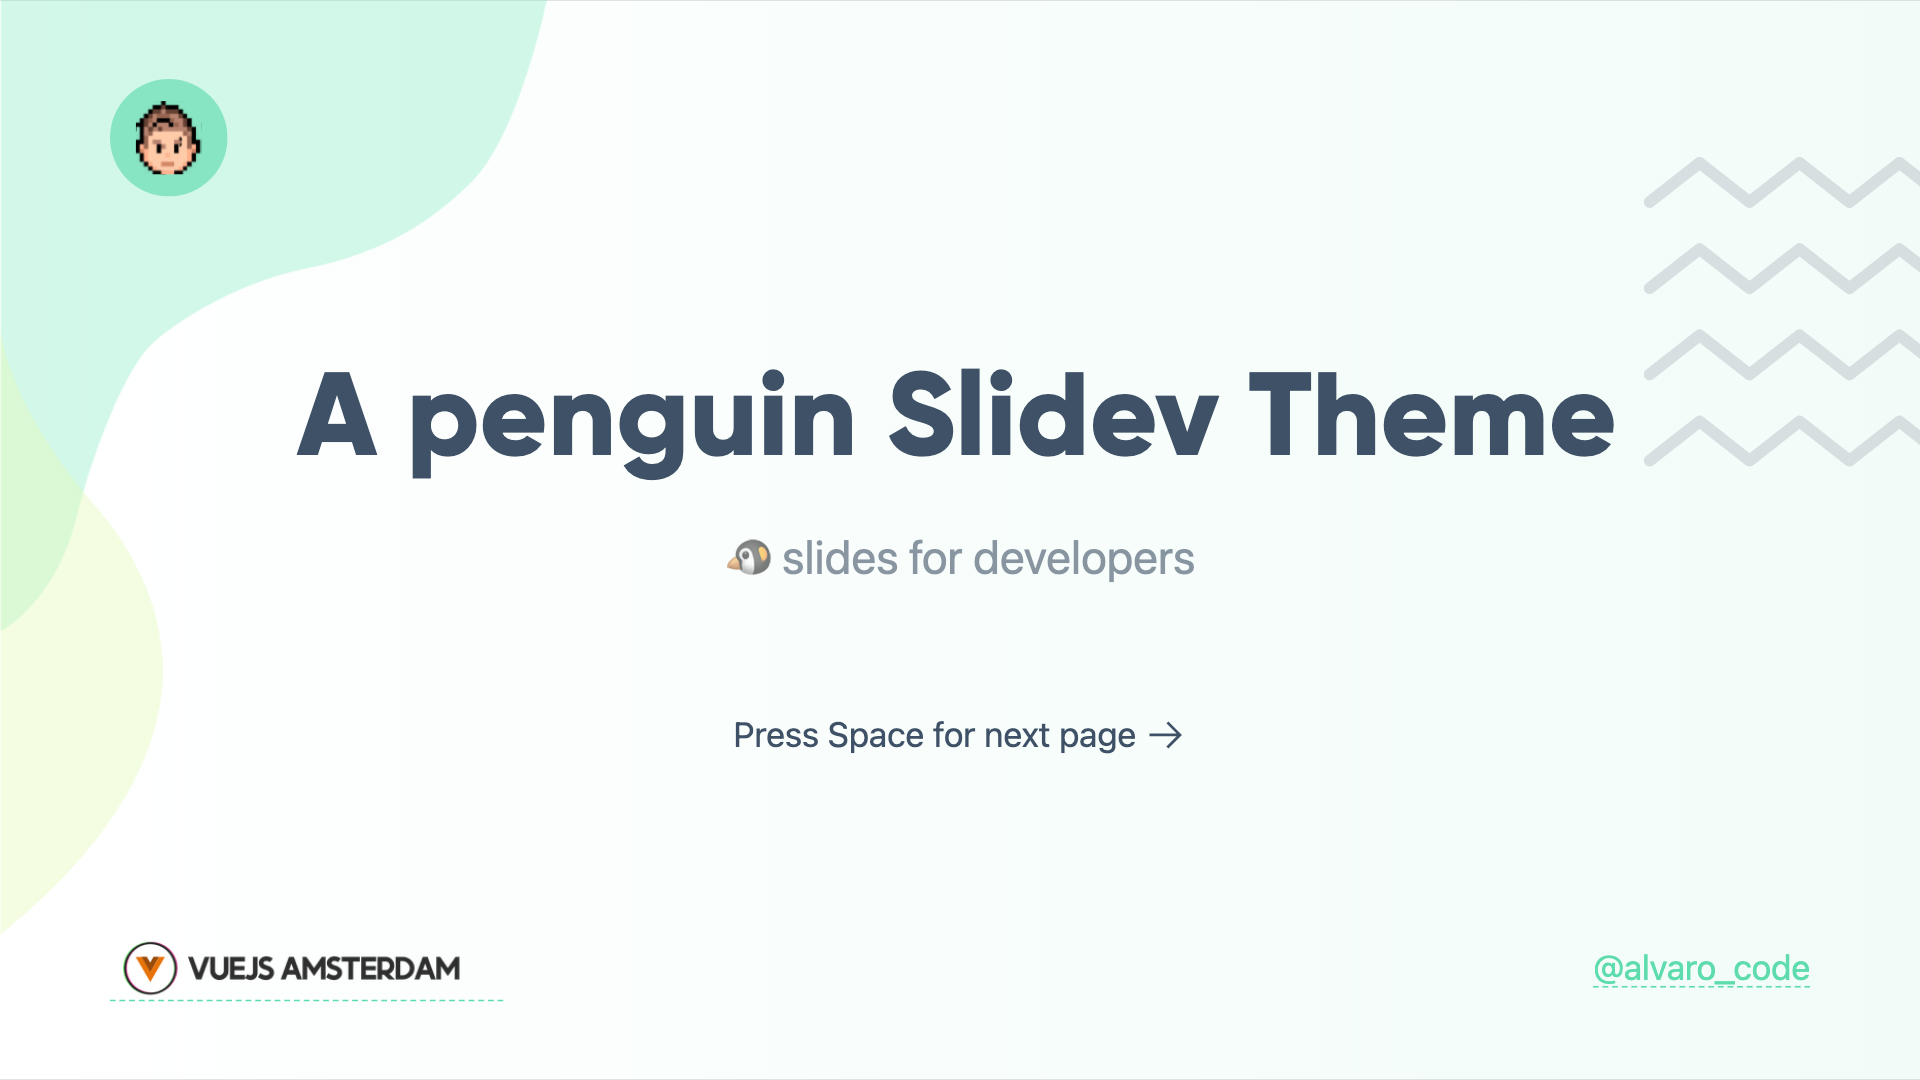 A penguin Slidev Theme
🐧 slides for developers
Press Space for next page →
VUEJS AMSTERDAM
@alvaro_code